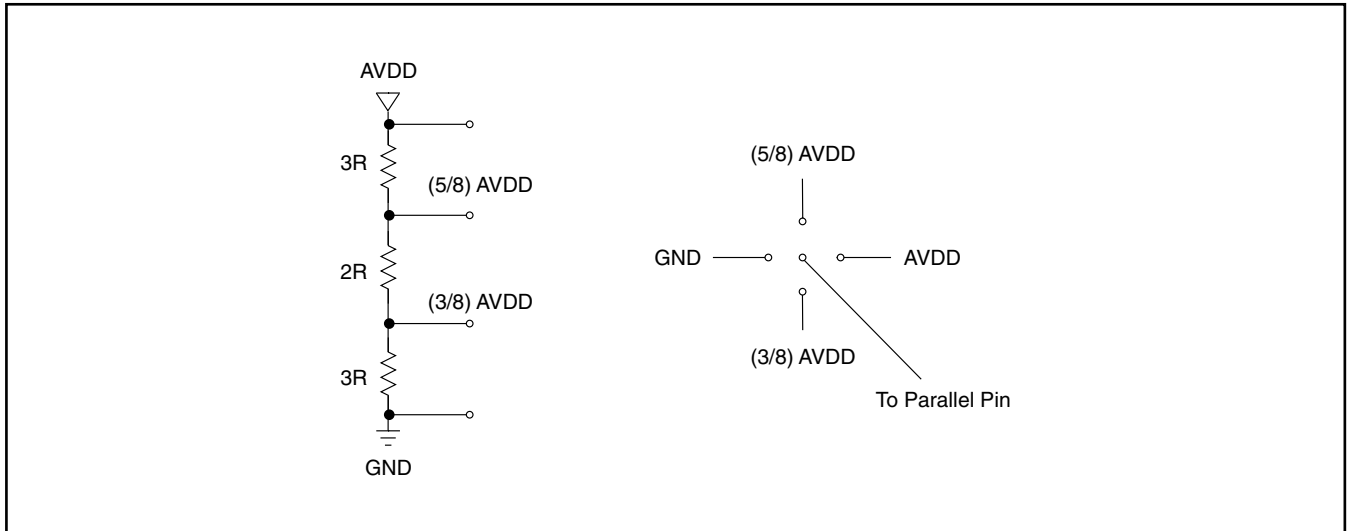 AVDD
3R
(5/8) AVDD
2R
(3/8) AVDD
3R
GND
(5/8) AVDD
GND
AVDD
(3/8) AVDD
To Parallel Pin